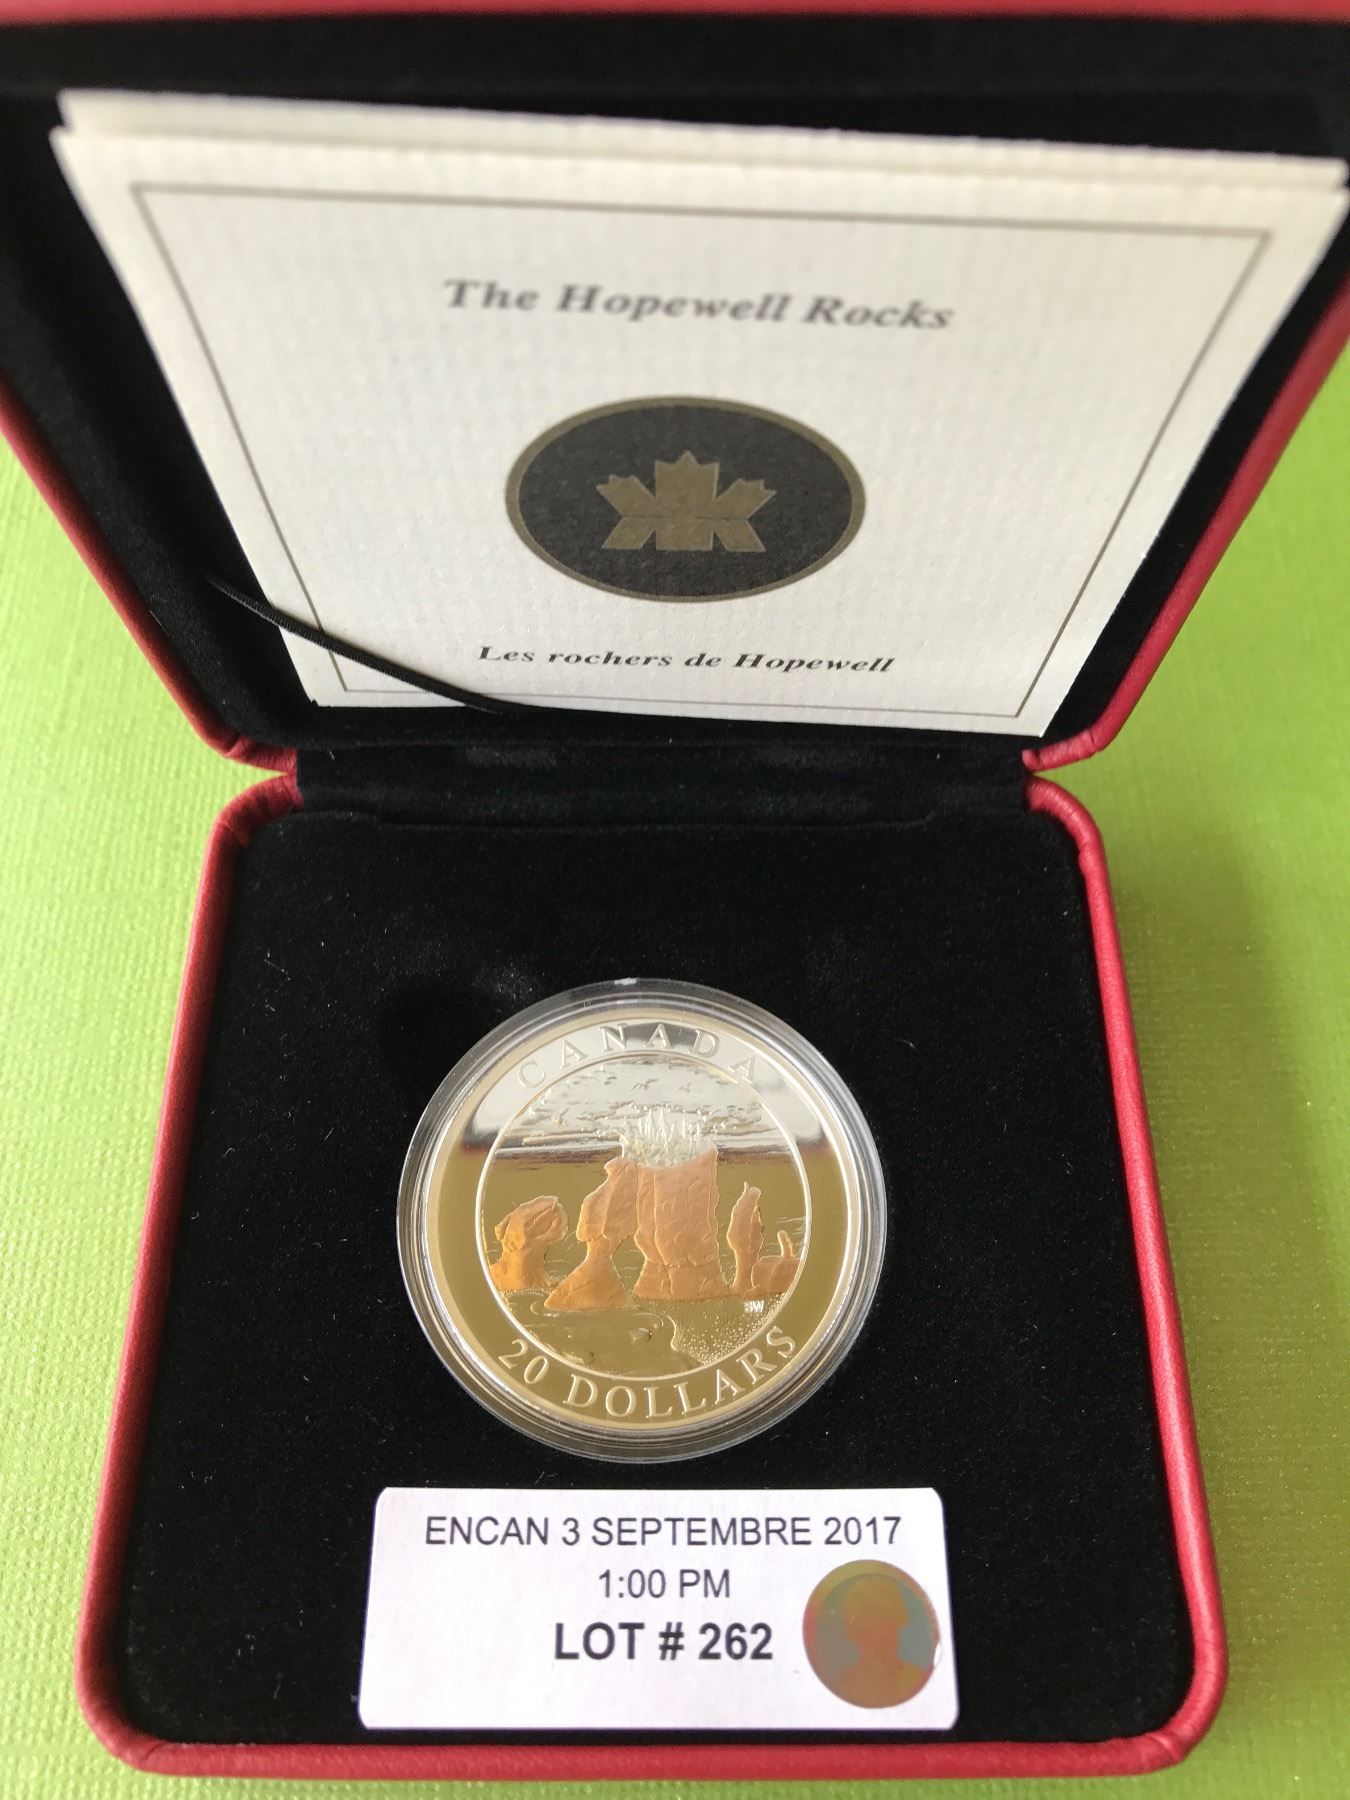 The Hopewell Rocks
Les rochers de Hopewell
CANADA
BW
20 DOLLARS
ENCAN 3 SEPTEMBRE 2017
1:00 PM
LOT # 262